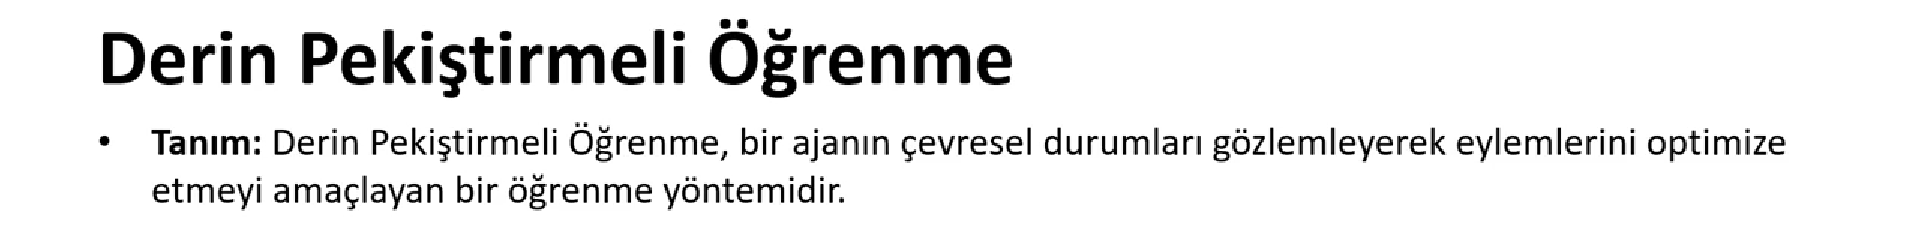 Derin Pekiştirmeli Öğrenme
• Tanım: Derin Pekiştirmeli Öğrenme, bir ajanın çevresel durumları gözlemleyerek eylemlerini optimize
etmeyi amaçlayan bir öğrenme yöntemidir.